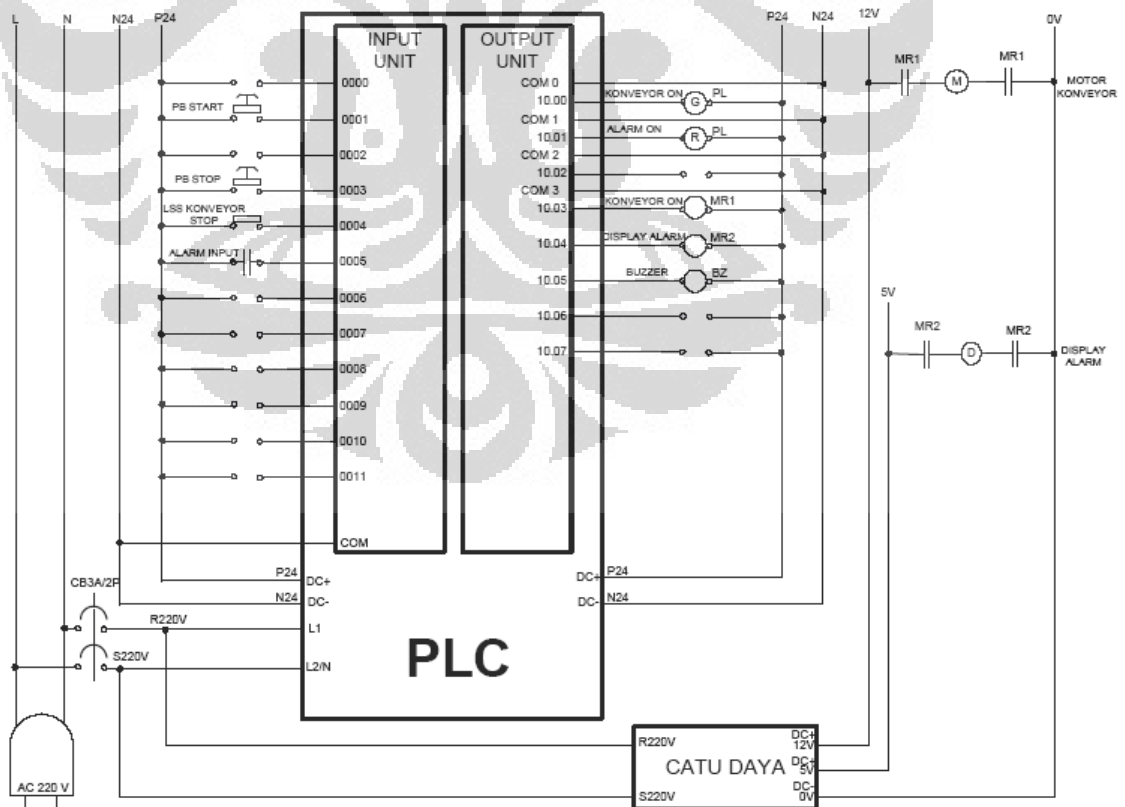 L N N24 P24
P24 N24 12V 0V
INPUT
UNIT
OUTPUT
UNIT
PB START
PB STOP
LSS KONVEYOR
STOP
ALARM INPUT
0000
0001
0002
0003
0004
0005
0006
0007
0008
0009
0010
0011
COM
COM 0
10.00
COM 1
10.01
COM 2
10.02
COM 3
10.03
10.04
10.05
10.06
10.07
KONVEYOR ON G PL
ALARM ON R PL
KONVEYOR ON MR1
DISPLAY ALARM MR2
BUZZER BZ
MR1 M MR1
MOTOR
KONVEYOR
5V
MR2 D MR2
DISPLAY
ALARM
P24 DC+
N24 DC-
DC+ P24
DC- N24
CB3A/2P
R220V L1
S220V L2/N
PLC
AC 220 V
R220V
S220V
CATU DAYA
DC+
12V
DC+
5V
DC-
0V